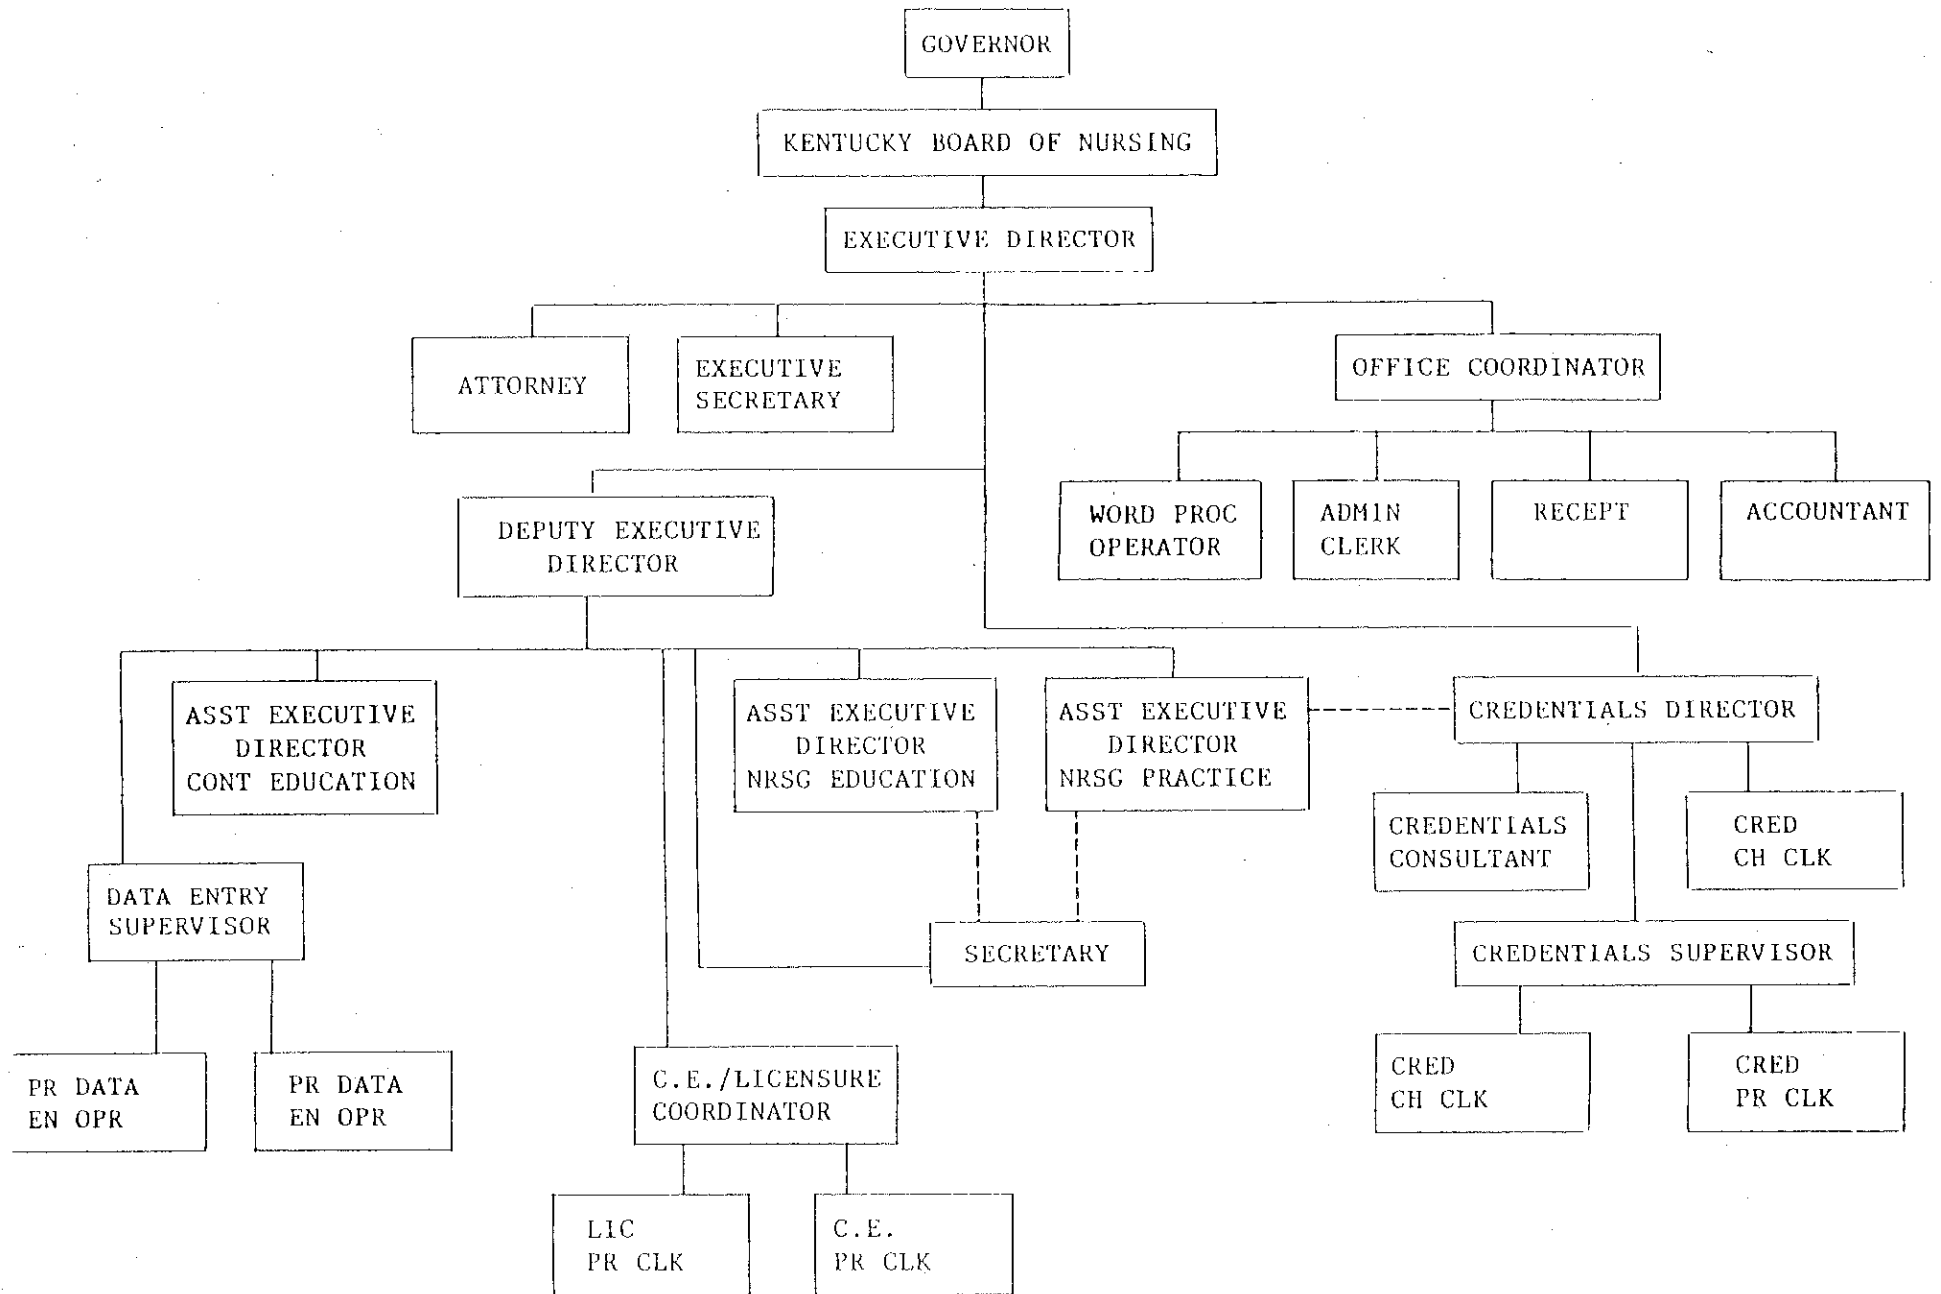 GOVERNOR
KENTUCKY BOARD OF NURSING
EXECUTIVE DIRECTOR
ATTORNEY
EXECUTIVE
SECRETARY
OFFICE COORDINATOR
WORD PROC
OPERATOR
ADMIN
CLERK
RECEPT
ACCOUNTANT
DEPUTY EXECUTIVE
DIRECTOR
ASST EXECUTIVE
DIRECTOR
CONT EDUCATION
ASST EXECUTIVE
DIRECTOR
NRSG EDUCATION
ASST EXECUTIVE
DIRECTOR
NRSG PRACTICE
CREDENTIALS DIRECTOR
CREDENTIALS
CONSULTANT
CRED
CH CLK
DATA ENTRY
SUPERVISOR
SECRETARY
CREDENTIALS SUPERVISOR
PR DATA
EN OPR
PR DATA
EN OPR
C.E./LICENSURE
COORDINATOR
CRED
CH CLK
CRED
PR CLK
LIC
PR CLK
C.E.
PR CLK